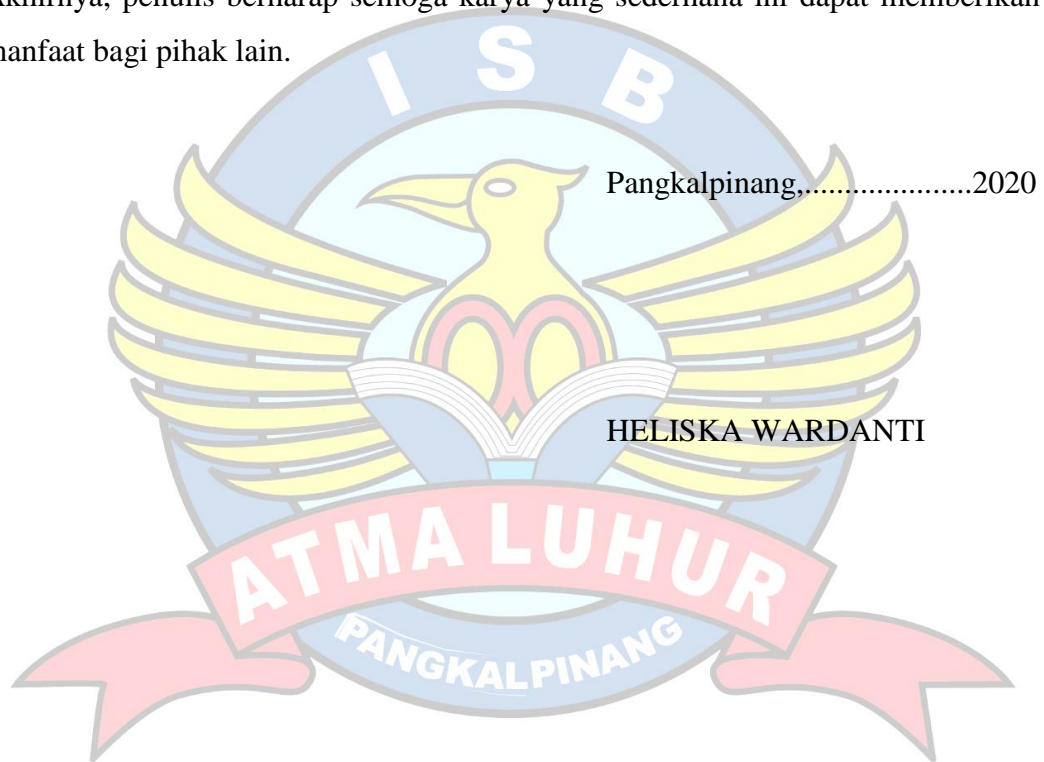 Akhirnya, penulis berharap semoga karya yang sederhana ini dapat memberikan
manfaat bagi pihak lain.
I S B
Pangkalpinang,.....................2020
HELISKA WARDANTI
ATMA LUHUR
PANGKALPINANG